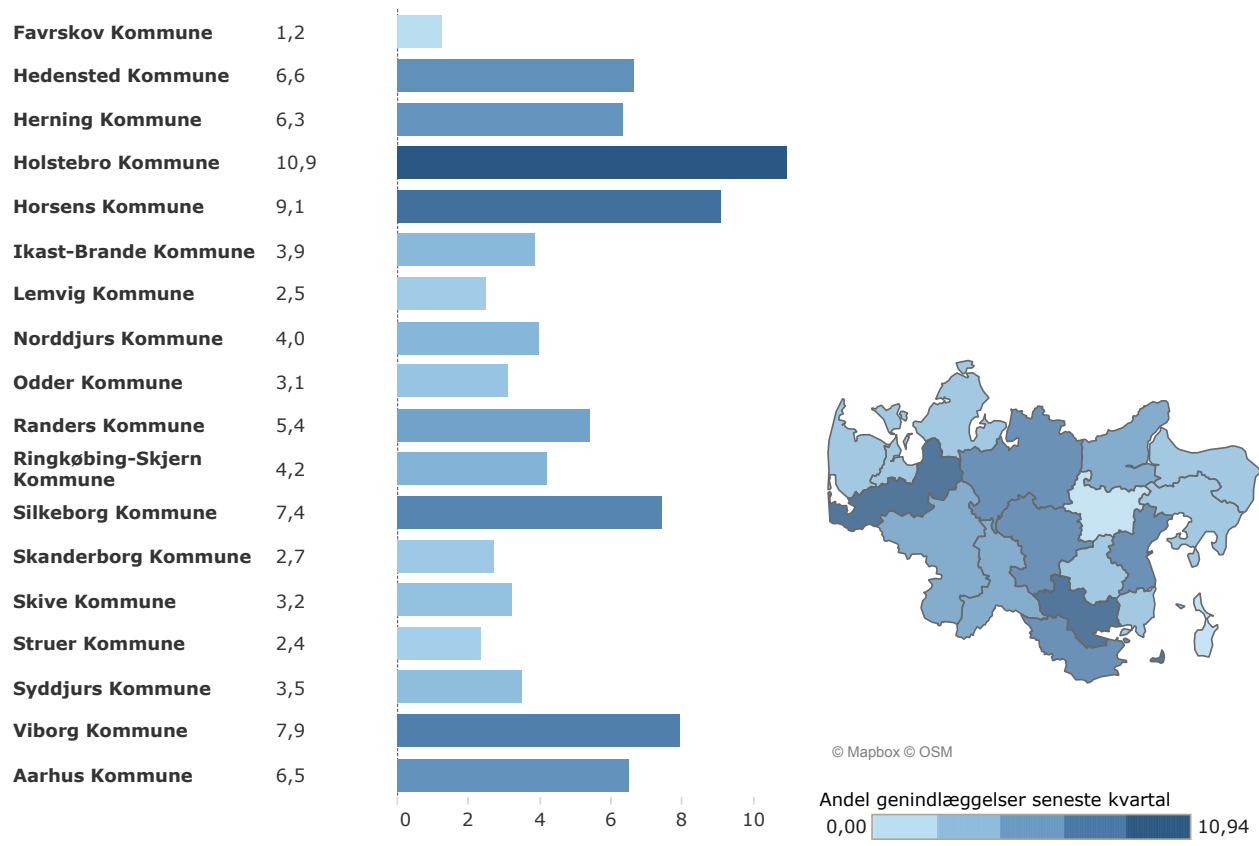 Favrskov Kommune 1,2
Hedensted Kommune 6,6
Herning Kommune 6,3
Holstebro Kommune 10,9
Horsens Kommune 9,1
Ikast-Brande Kommune 3,9
Lemvig Kommune 2,5
Norddjurs Kommune 4,0
Odder Kommune 3,1
Randers Kommune 5,4
Ringkøbing-Skjern
Kommune 4,2
Silkeborg Kommune 7,4
Skanderborg Kommune 2,7
Skive Kommune 3,2
Struer Kommune 2,4
Syddjurs Kommune 3,5
Viborg Kommune 7,9
Aarhus Kommune 6,5
0 2 4 6 8 10
© Mapbox © OSM
Andel genindlæggelser seneste kvartal
0,00 10,94